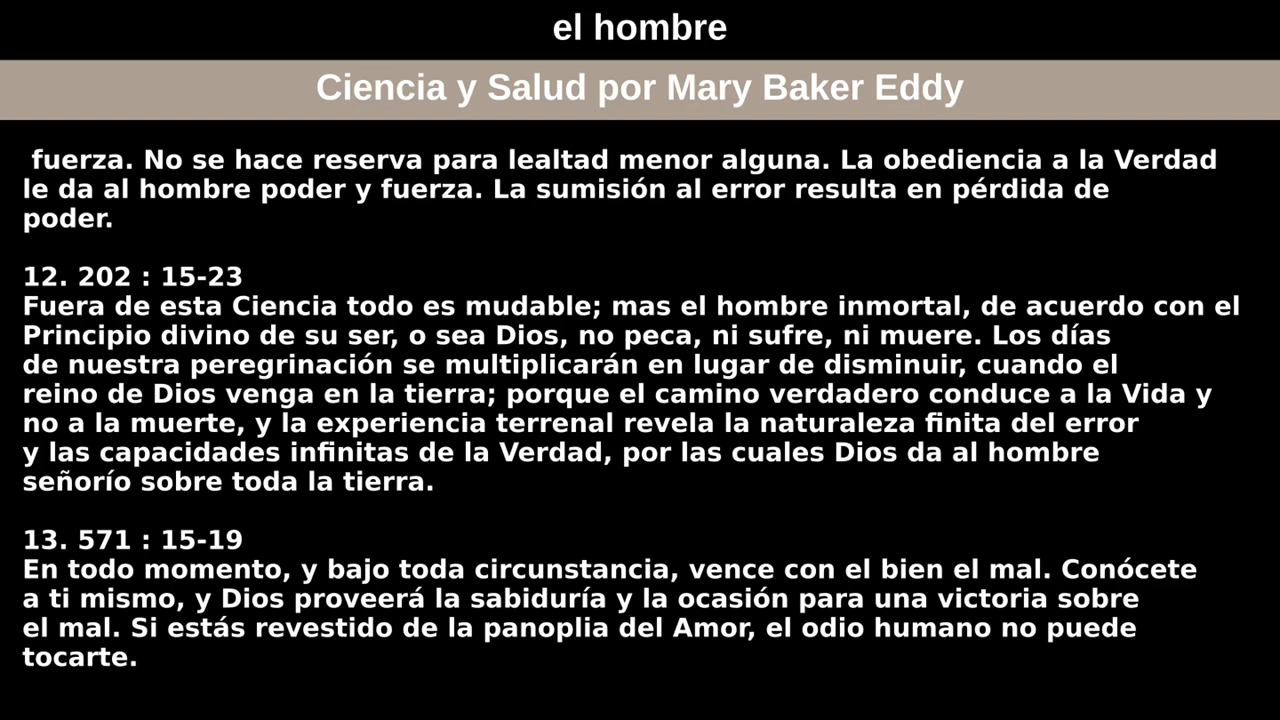 el hombre
Ciencia y Salud por Mary Baker Eddy
fuerza. No se hace reserva para lealtad menor alguna. La obediencia a la Verdad
le da al hombre poder y fuerza. La sumisión al error resulta en pérdida de
poder.
12. 202 : 15-23
Fuera de esta Ciencia todo es mudable; mas el hombre inmortal, de acuerdo con el
Principio divino de su ser, o sea Dios, no peca, ni sufre, ni muere. Los días
de nuestra peregrinación se multiplicarán en lugar de disminuir, cuando el
reino de Dios venga en la tierra; porque el camino verdadero conduce a la Vida y
no a la muerte, y la experiencia terrenal revela la naturaleza finita del error
y las capacidades infinitas de la Verdad, por las cuales Dios da al hombre
señorío sobre toda la tierra.
13. 571 : 15-19
En todo momento, y bajo toda circunstancia, vence con el bien el mal. Conócete
a ti mismo, y Dios proveerá la sabiduría y la ocasión para una victoria sobre
el mal. Si estás revestido de la panoplia del Amor, el odio humano no puede
tocarte.